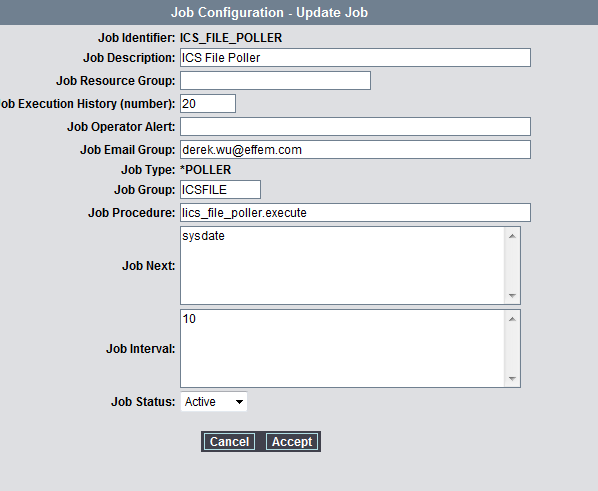 Job Configuration - Update Job
Job Identifier: ICS_FILE_POLLER
Job Description: ICS File Poller
Job Resource Group:
Job Execution History (number): 20
Job Operator Alert:
Job Email Group: derek.wu@effem.com
Job Type: *POLLER
Job Group: ICSFILE
Job Procedure: lics_file_poller.execute
Job Next: sysdate
Job Interval: 10
Job Status: Active
Cancel Accept